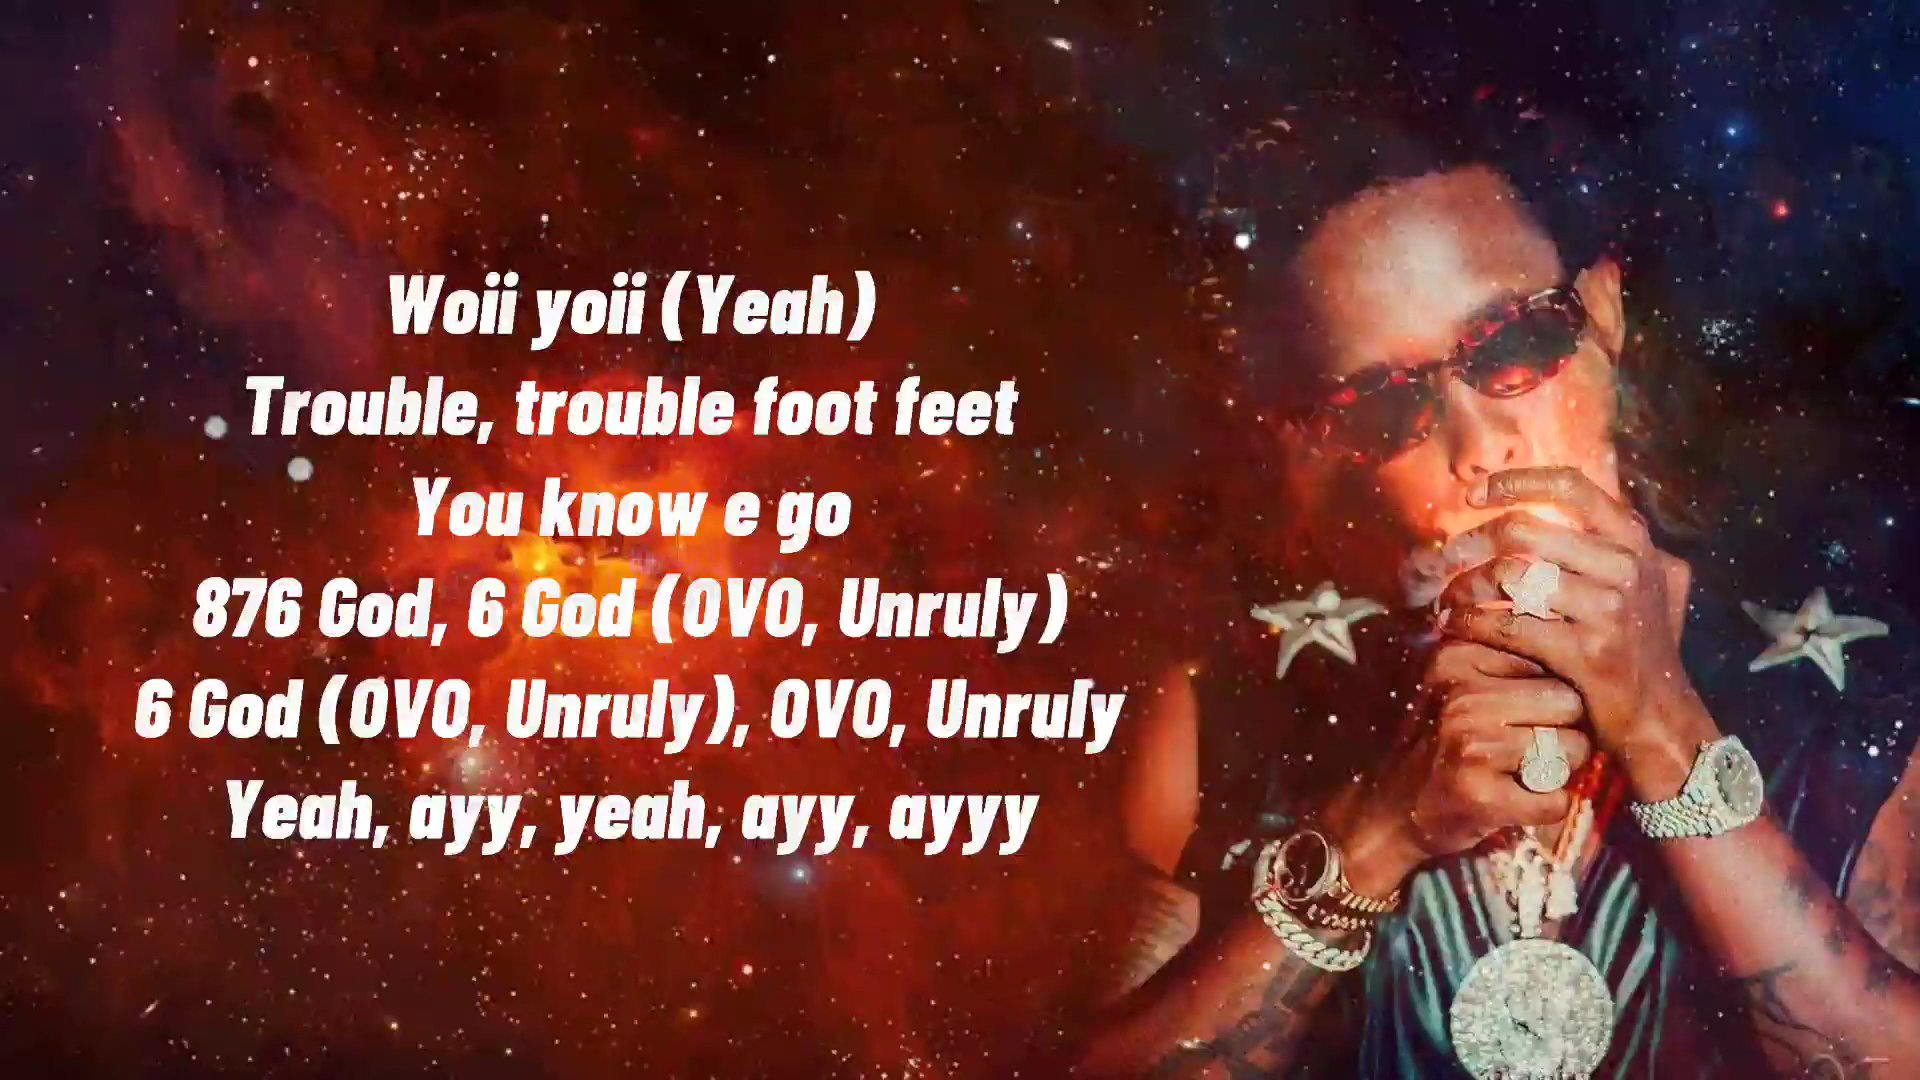 Woii yoii (Yeah)
Trouble, trouble foot feet
You know e go
876 God, 6 God (OVO, Unruly)
6 God (OVO, Unruly), OVO, Unruly
Yeah, ayy, yeah, ayy, ayyy